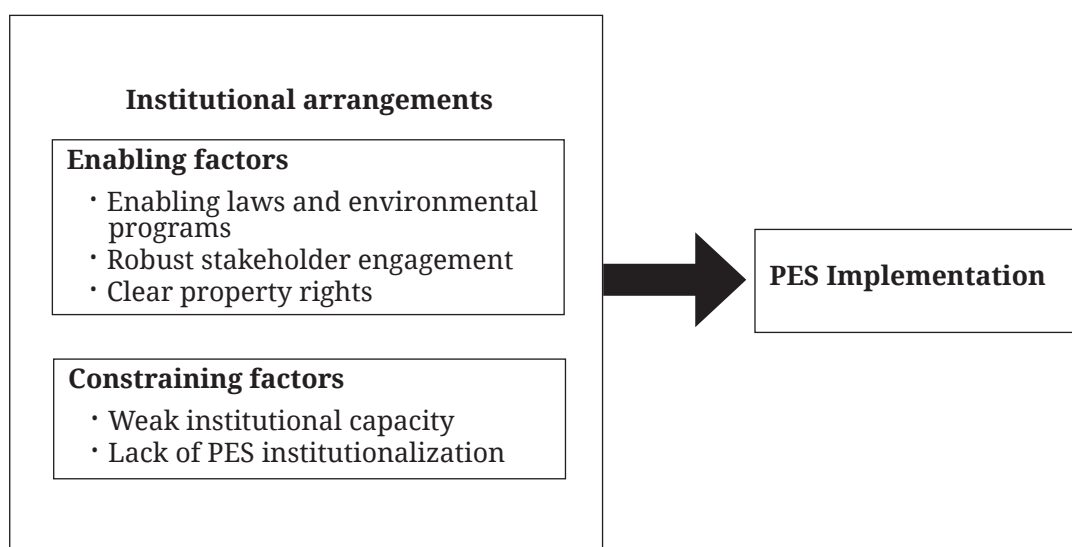 Institutional arrangements
Enabling factors
· Enabling laws and environmental
programs
· Robust stakeholder engagement
· Clear property rights
Constraining factors
· Weak institutional capacity
· Lack of PES institutionalization
PES Implementation